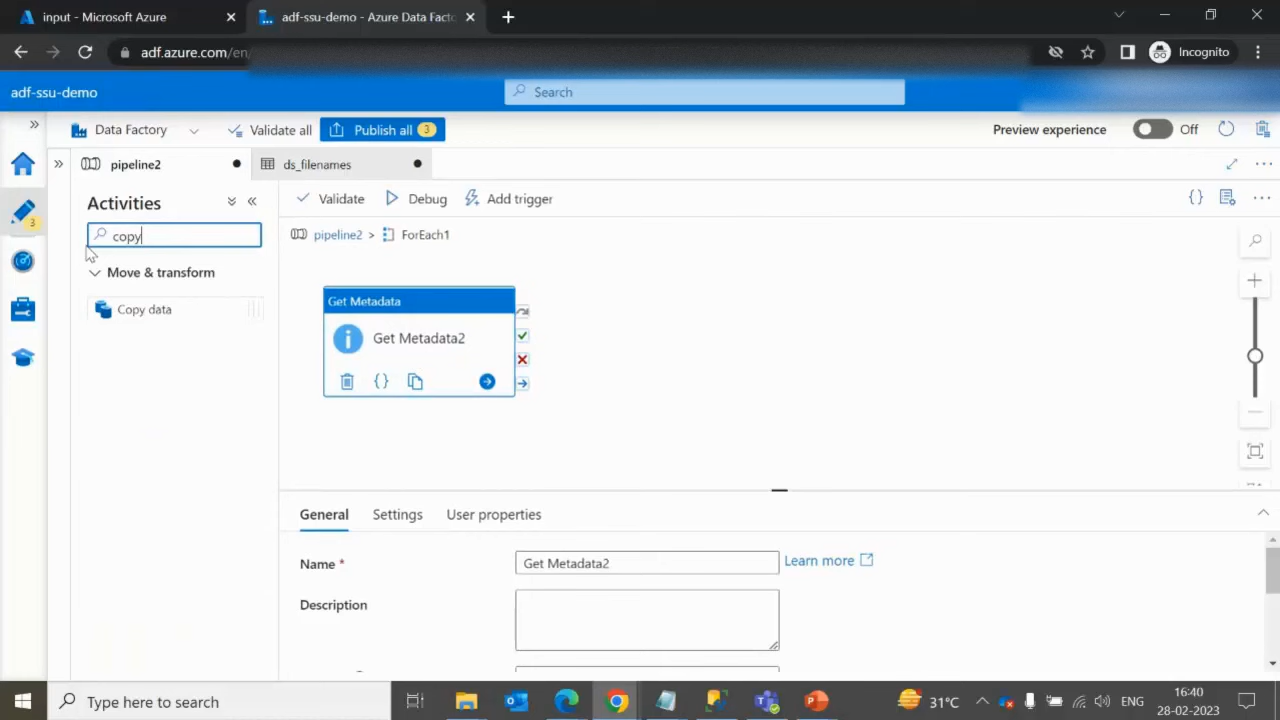 input - Microsoft Azure
adf-ssu-demo - Azure Data Facto
adf.azure.com/en
Incognito
adf-ssu-demo
Search
Data Factory
Validate all
Publish all 3
Preview experience
Off
pipeline2
ds_filenames
3
Activities
Validate
Debug
Add trigger
copy
pipeline2 > ForEach1
Move & transform
Copy data
Get Metadata
Get Metadata2
General
Settings
User properties
Name *
Get Metadata2
Learn more
Description
Type here to search
31°C
ENG
16:40
28-02-2023